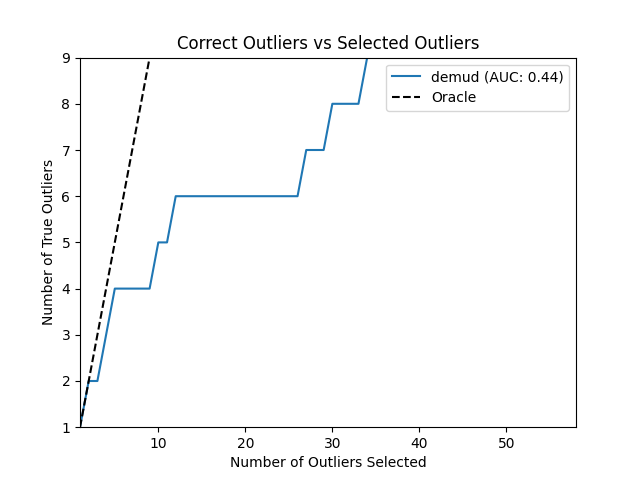 Correct Outliers vs Selected Outliers
demud (AUC: 0.44)
Oracle
9
8
7
6
5
4
3
2
1
Number of True Outliers
10
20
30
40
50
Number of Outliers Selected